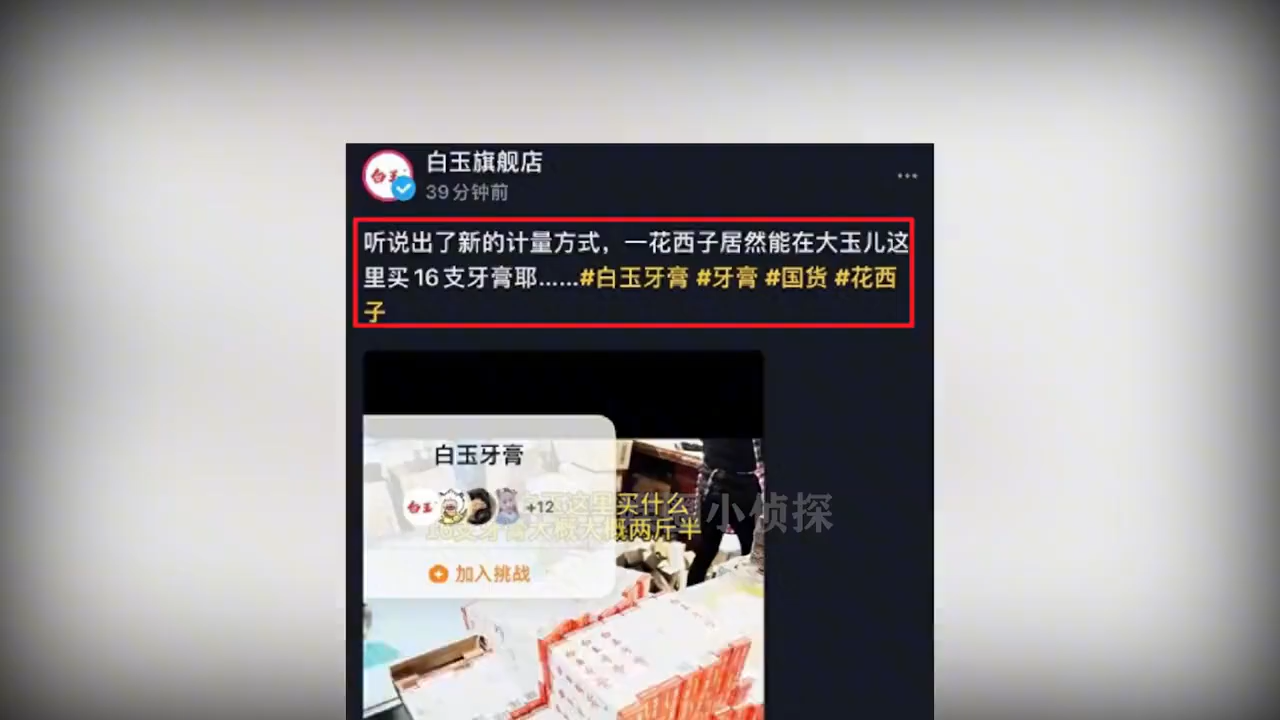 白玉旗舰店
39分钟前
听说出了新的计量方式，一花西子居然能在大玉儿这
里买16支牙膏耶……#白玉牙膏 #牙膏 #国货 #花西
子
白玉牙膏
白玉
+12
这里买什么
16支牙膏大概大概两斤半
小侦探
加入挑战